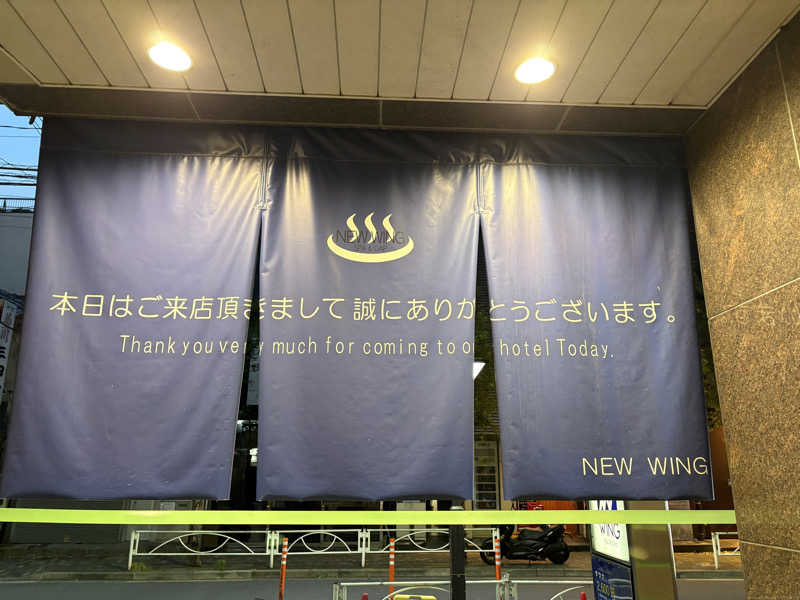 NEW WING
本日はご来店頂きまして 誠にありがとうございます。
Thank you very much for coming to our hotel Today.
NEW WING
WING